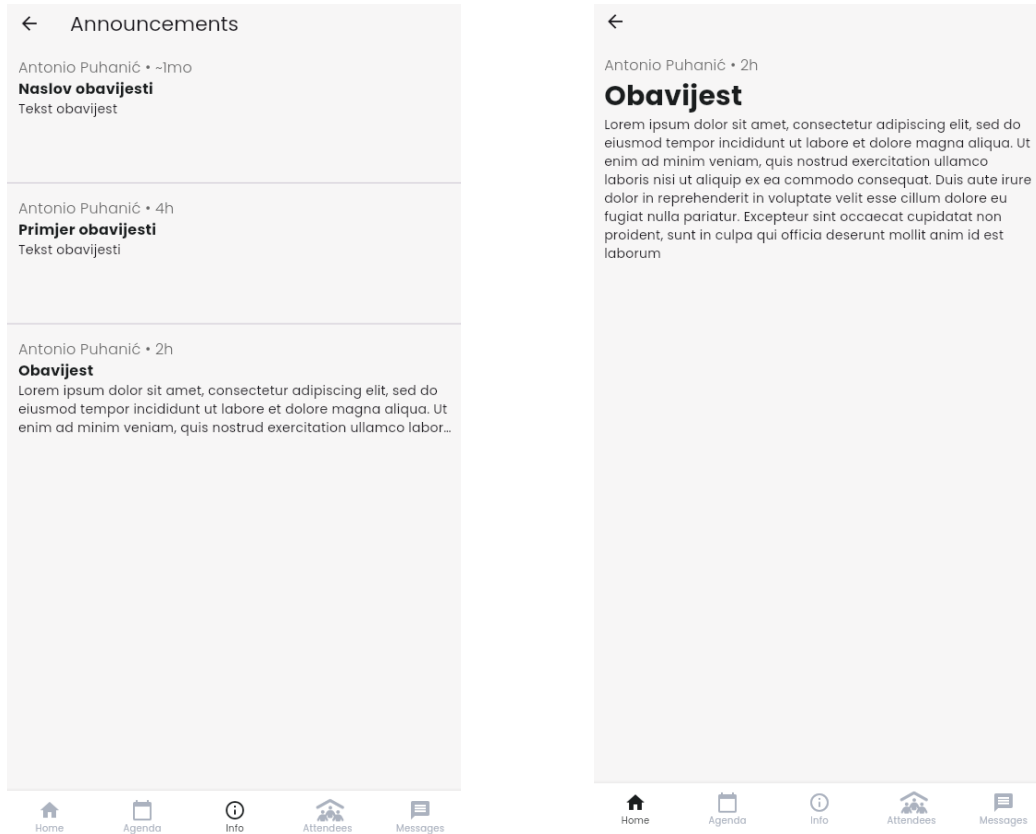 Announcements
Antonio Puhanić • ~1mo
Naslov obavijesti
Tekst obavijest
Antonio Puhanić • 4h
Primjer obavijesti
Tekst obavijesti
Antonio Puhanić • 2h
Obavijest
Lorem ipsum dolor sit amet, consectetur adipiscing elit, sed do
eiusmod tempor incididunt ut labore et dolore magna aliqua. Ut
enim ad minim veniam, quis nostrud exercitation ullamco labor...
Home Agenda Info Attendees Messages
Antonio Puhanić • 2h
Obavijest
Lorem ipsum dolor sit amet, consectetur adipiscing elit, sed do
eiusmod tempor incididunt ut labore et dolore magna aliqua. Ut
enim ad minim veniam, quis nostrud exercitation ullamco
laboris nisi ut aliquip ex ea commodo consequat. Duis aute irure
dolor in reprehenderit in voluptate velit esse cillum dolore eu
fugiat nulla pariatur. Excepteur sint occaecat cupidatat non
proident, sunt in culpa qui officia deserunt mollit anim id est
laborum
Home Agenda Info Attendees Messages